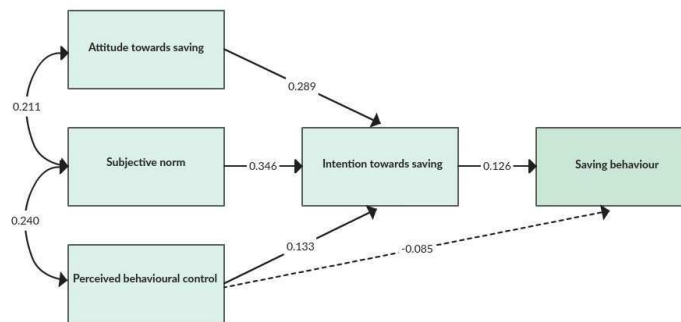 Attitude towards saving
0.289
0.211
Subjective norm
0.346
Intention towards saving
0.126
Saving behaviour
0.240
0.133
-0.085
Perceived behavioural control